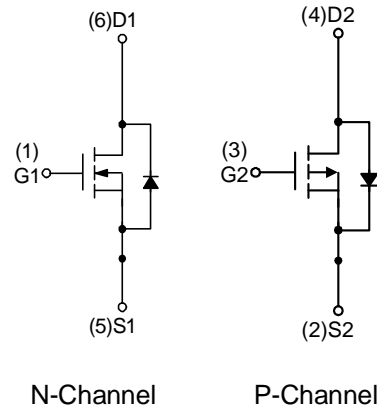 (6)D1
(4)D2
(1)
G1
(3)
G2
(5)S1
(2)S2
N-Channel
P-Channel